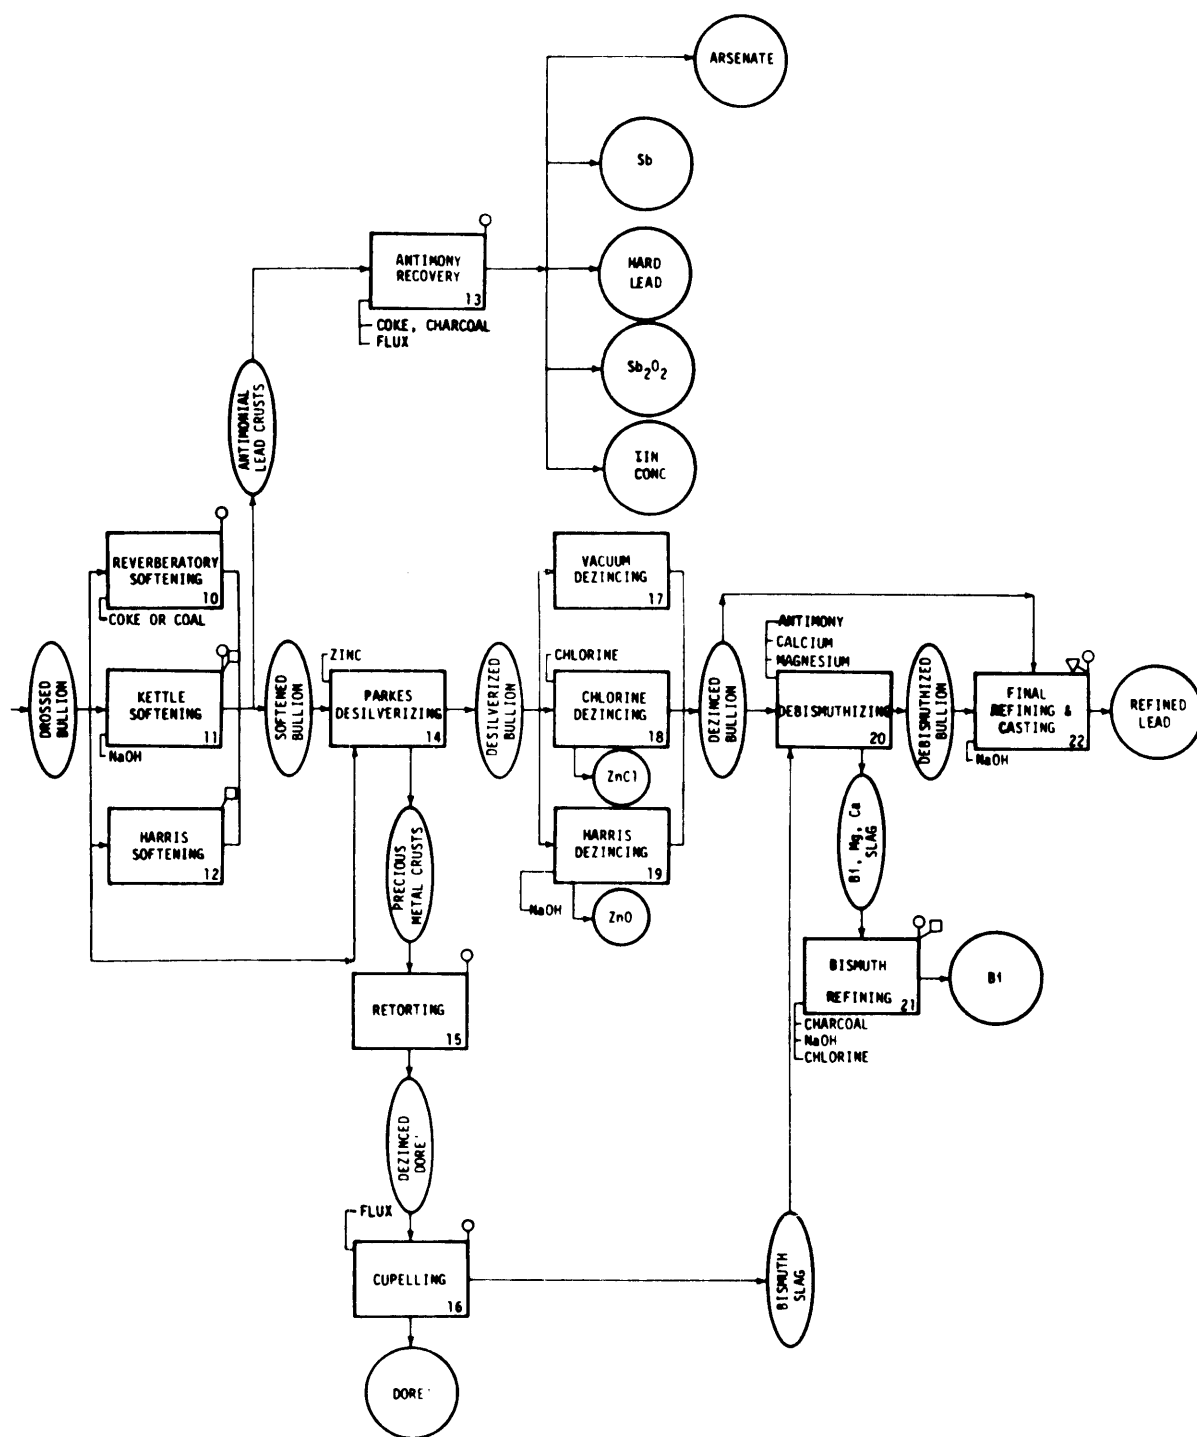 ARSENATE
Sb
HARD
LEAD
Sb2O2
IIN
CONC
ANTIMONY
RECOVERY
13
COKE, CHARCOAL
FLUX
ANTIMONIAL
LEAD CRUSTS
REVERBERATORY
SOFTENING
10
COKE OR COAL
DROSSED
BULLION
KETTLE
SOFTENING
11
NaOH
HARRIS
SOFTENING
12
SOFTENED
BULLION
ZINC
PARKES
DESILVERIZING
14
DESILVERIZED
BULLION
VACUUM
DEZINCING
17
CHLORINE
CHLORINE
DEZINCING
18
ZnCl
HARRIS
DEZINCING
19
NaOH
ZnO
DEZINCED
BULLION
ANTIMONY
CALCIUM
MAGNESIUM
DEBISMUTHIZING
20
DEBISMUTHIZED
BULLION
FINAL
REFINING &
CASTING
22
NaOH
REFINED
LEAD
Bi, Mg, Ca
SLAG
BISMUTH
REFINING
21
CHARCOAL
NaOH
CHLORINE
Bi
PRECIOUS
METAL CRUSTS
RETORTING
15
DEZINCED
DORE'
FLUX
CUPELLING
16
BISMUTH
SLAG
DORE'